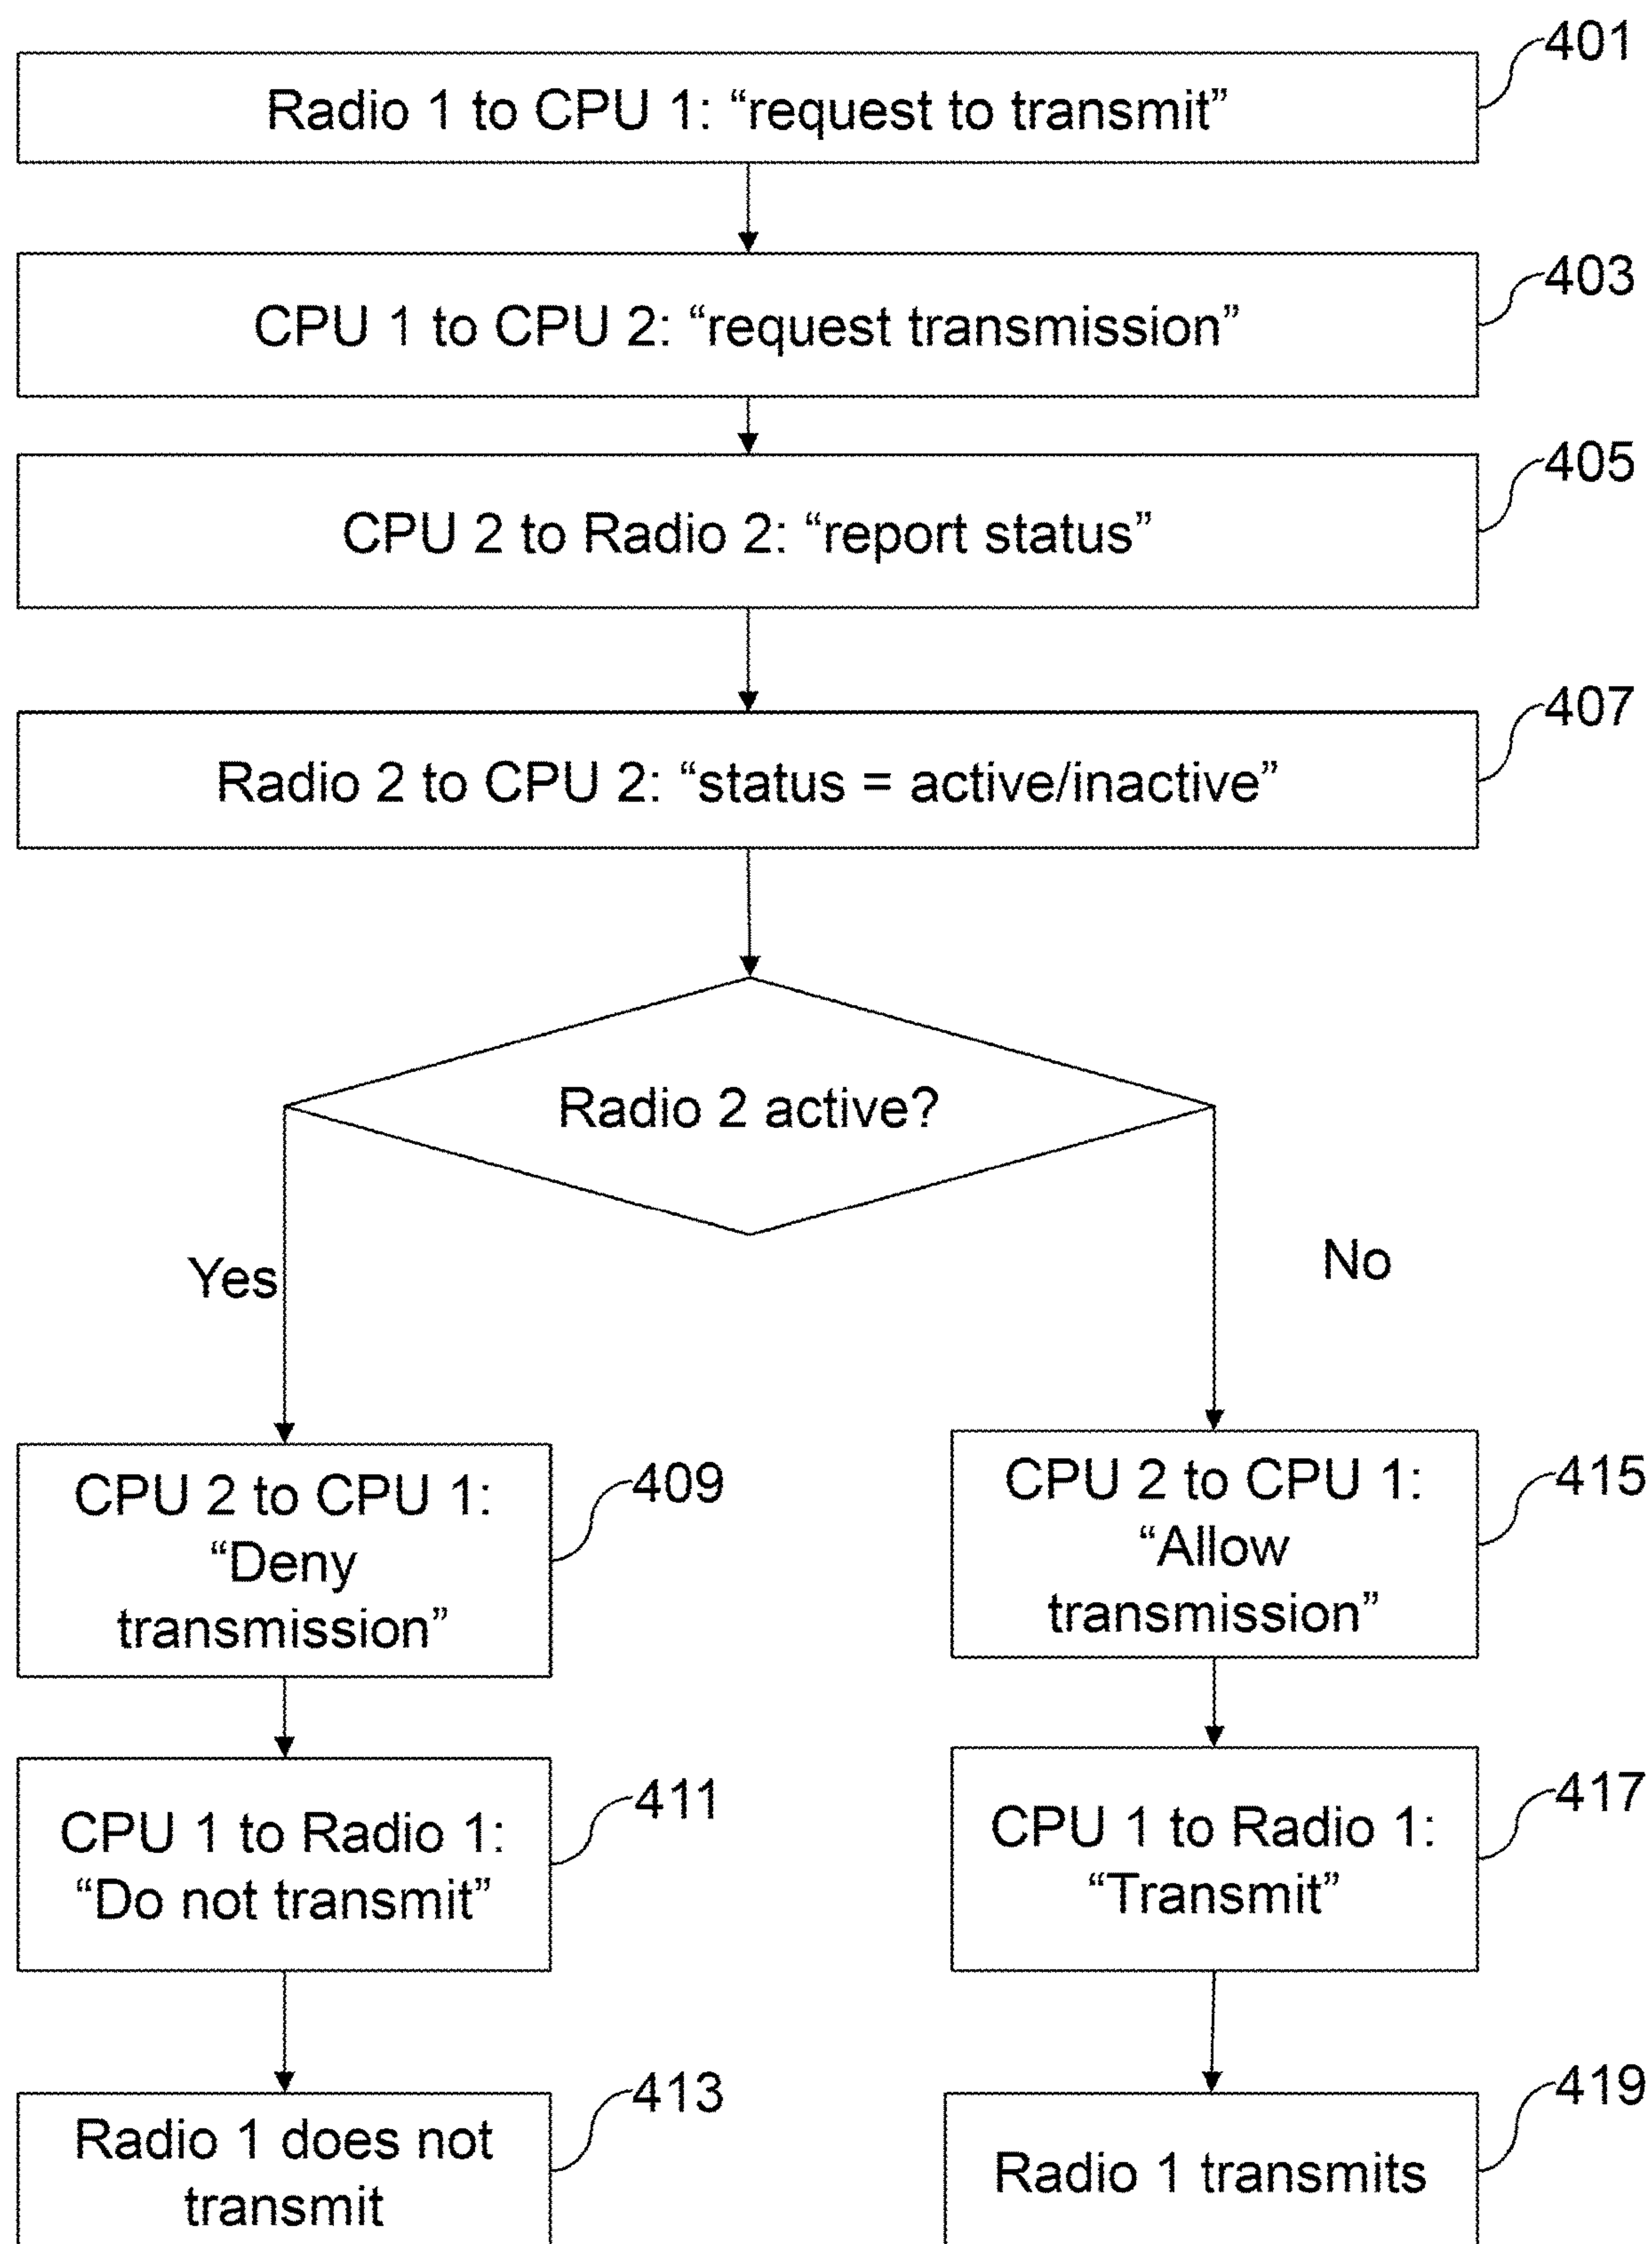 401
Radio 1 to CPU 1: “request to transmit”
403
CPU 1 to CPU 2: “request transmission”
405
CPU 2 to Radio 2: “report status”
407
Radio 2 to CPU 2: “status = active/inactive”
Radio 2 active?
Yes
No
CPU 2 to CPU 1:
“Deny
transmission”
409
CPU 2 to CPU 1:
“Allow
transmission”
415
CPU 1 to Radio 1:
“Do not transmit”
411
CPU 1 to Radio 1:
“Transmit”
417
Radio 1 does not
transmit
413
Radio 1 transmits
419